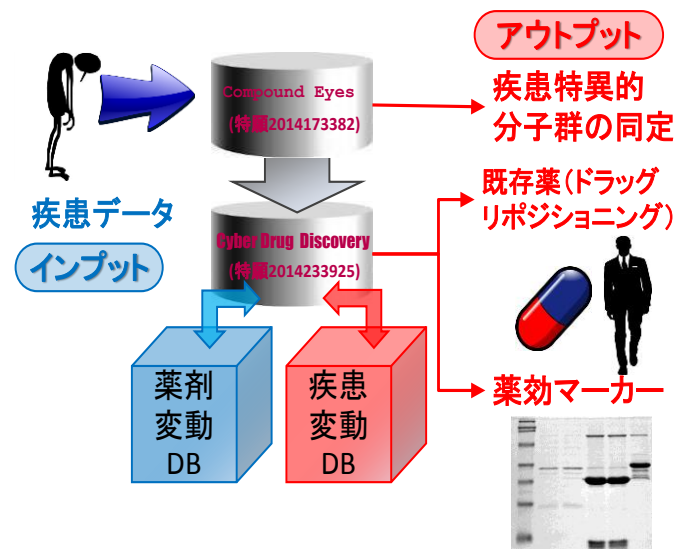 アウトプット
Compound Eyes
(特願2014173382)
疾患特異的
分子群の同定
疾患データ
インプット
既存薬(ドラッグ
リポジショニング)
Cyber Drug Discovery
(特願2014233925)
薬剤
変動
DB
疾患
変動
DB
薬効マーカー